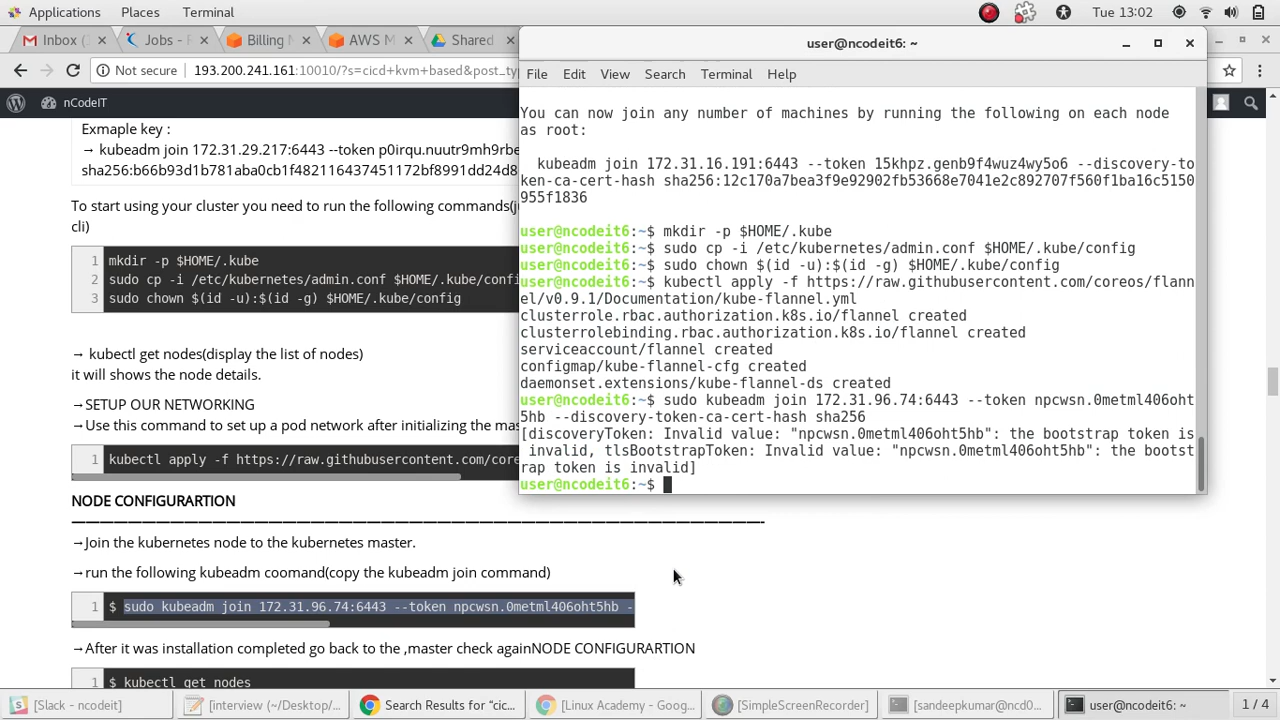 Applications Places Terminal Tue 13:02
Inbox (2 Jobs - R Billing M AWS M Shared
user@ncodeit6: ~
Not secure 193.200.241.161:10010/?s=cicd+kvm+based&post_typ
File Edit View Search Terminal Help
nCodeIT
Exmaple key :
→ kubeadm join 172.31.29.217:6443 --token p0irqu.nuutr9mh9rbe
sha256:b66b93d1b781aba0cb1f482116437451172bf8991dd24d8
To start using your cluster you need to run the following commands(ju
cli)
1 mkdir -p $HOME/.kube
2 sudo cp -i /etc/kubernetes/admin.conf $HOME/.kube/confi
3 sudo chown $(id -u):$(id -g) $HOME/.kube/config
→ kubectl get nodes(display the list of nodes)
it will shows the node details.
→SETUP OUR NETWORKING
→Use this command to set up a pod network after initializing the mas
1 kubectl apply -f https://raw.githubusercontent.com/core
NODE CONFIGURARTION
→Join the kubernetes node to the kubernetes master.
→run the following kubeadm coomand(copy the kubeadm join command)
1 $ sudo kubeadm join 172.31.96.74:6443 --token npcwsn.0metml406oht5hb -
→After it was installation completed go back to the ,master check againNODE CONFIGURARTION
1 $ kubectl get nodes
You can now join any number of machines by running the following on each node
as root:
kubeadm join 172.31.16.191:6443 --token 15khpz.genb9f4wuz4wy5o6 --discovery-to
ken-ca-cert-hash sha256:12c170a7bea3f9e92902fb53668e7041e2c892707f560f1ba16c5150
955f1836
user@ncodeit6:~$ mkdir -p $HOME/.kube
user@ncodeit6:~$ sudo cp -i /etc/kubernetes/admin.conf $HOME/.kube/config
user@ncodeit6:~$ sudo chown $(id -u):$(id -g) $HOME/.kube/config
user@ncodeit6:~$ kubectl apply -f https://raw.githubusercontent.com/coreos/flann
el/v0.9.1/Documentation/kube-flannel.yml
clusterrole.rbac.authorization.k8s.io/flannel created
clusterrolebinding.rbac.authorization.k8s.io/flannel created
serviceaccount/flannel created
configmap/kube-flannel-cfg created
daemonset.extensions/kube-flannel-ds created
user@ncodeit6:~$ sudo kubeadm join 172.31.96.74:6443 --token npcwsn.0metml406oht
5hb --discovery-token-ca-cert-hash sha256
[discoveryToken: Invalid value: "npcwsn.0metml406oht5hb": the bootstrap token is
invalid, tlsBootstrapToken: Invalid value: "npcwsn.0metml406oht5hb": the bootst
rap token is invalid]
user@ncodeit6:~$
[Slack - ncodeit] [interview (~/Desktop/... Search Results for "cic... [Linux Academy - Goog... [SimpleScreenRecorder] [sandeepkumar@ncd0... user@ncodeit6: ~ 1 / 4